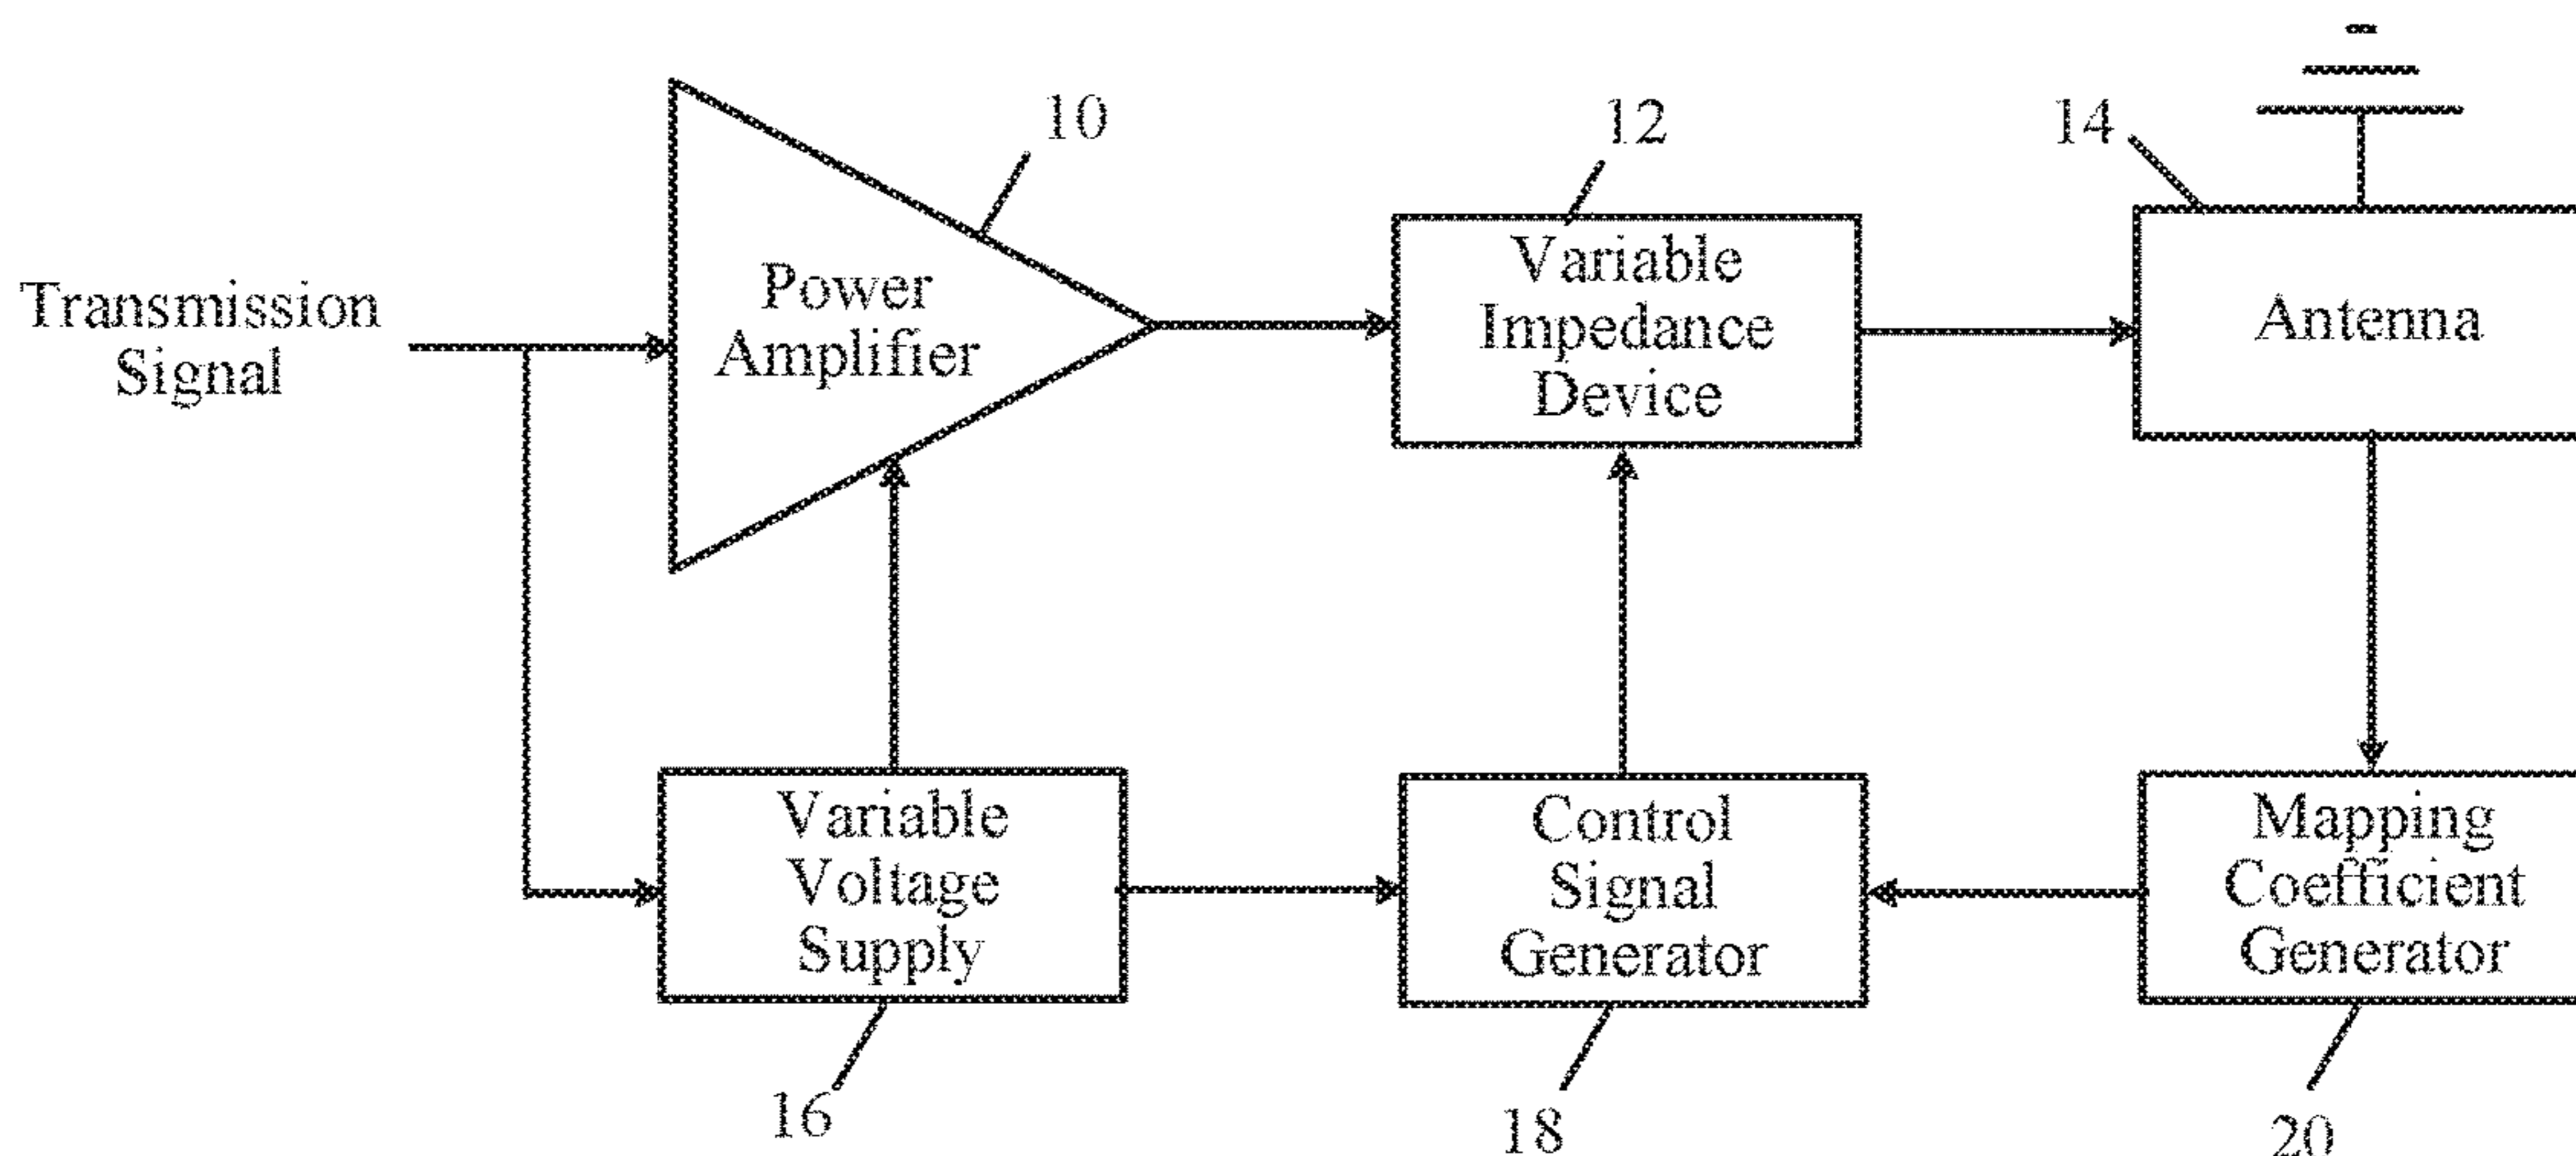 10
12
14
Transmission
Signal
Power
Amplifier
Variable
Impedance
Device
Antenna
Variable
Voltage
Supply
Control
Signal
Generator
Mapping
Coefficient
Generator
16
18
20